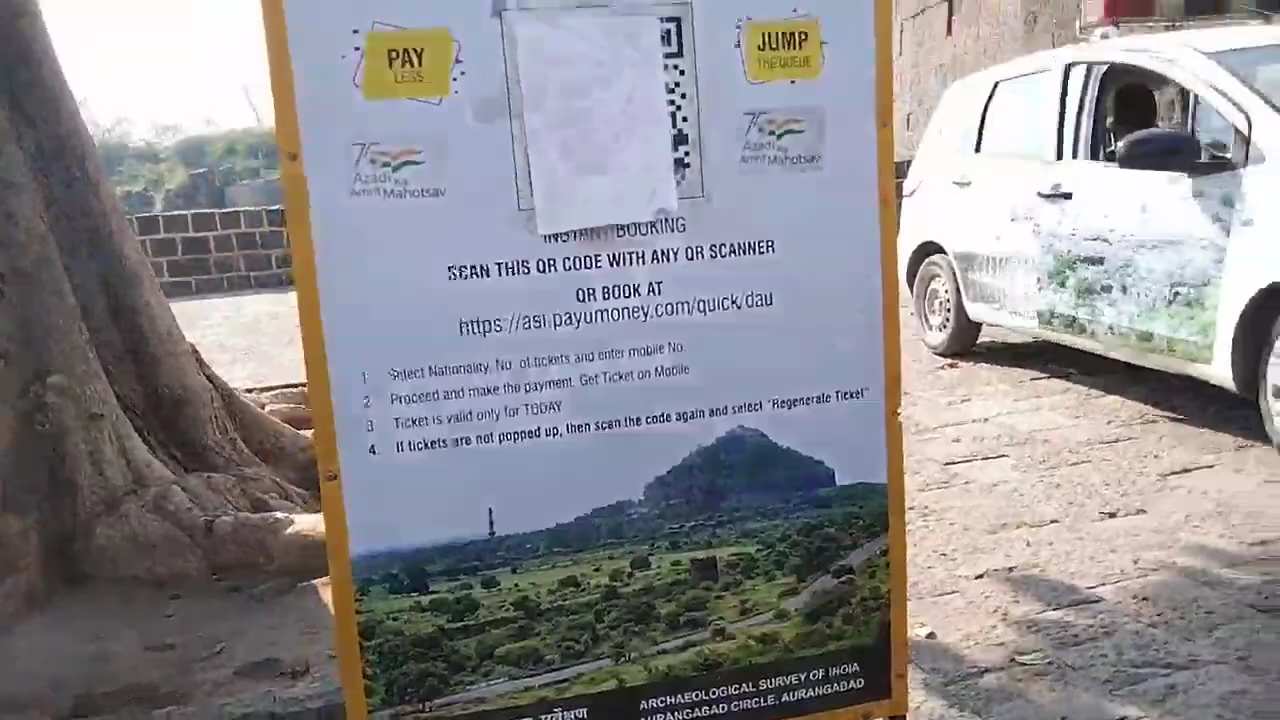 PAY
LESS
JUMP
THE QUEUE
75
Azadi Ka
Amrit Mahotsav
75
Azadi Ka
Amrit Mahotsav
INSTANT BOOKING
SCAN THIS QR CODE WITH ANY QR SCANNER
OR BOOK AT
https://asi.payumoney.com/quick/dau
1 Select Nationality, No. of tickets and enter mobile No.
2 Proceed and make the payment. Get Ticket on Mobile
3 Ticket is valid only for TODAY
4. If tickets are not popped up, then scan the code again and select "Regenerate Ticket"
ARCHAEOLOGICAL SURVEY OF INDIA
AURANGABAD CIRCLE, AURANGABAD